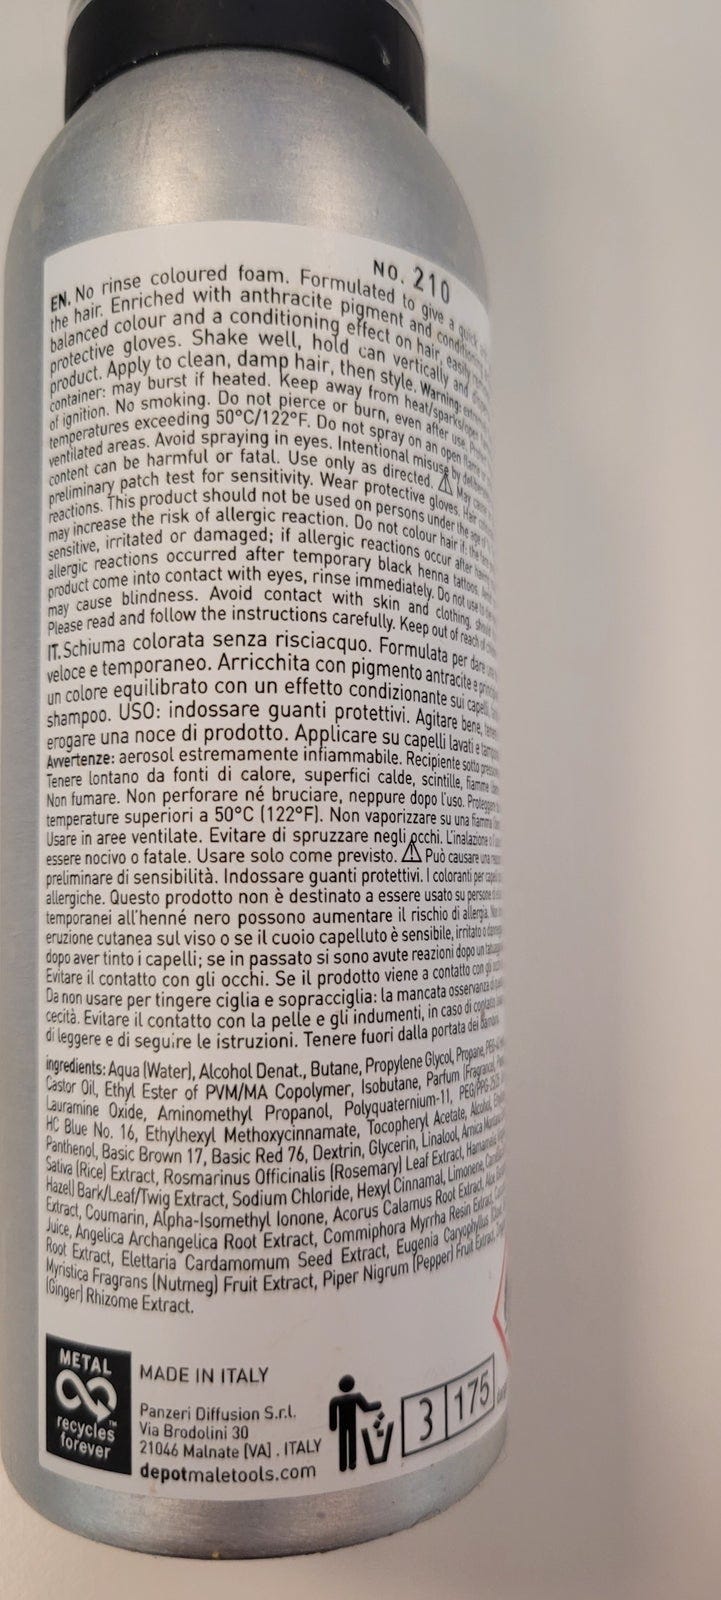 NO. 210
EN. No rinse coloured foam. Formulated to give a quick
the hair. Enriched with anthracite pigment and conditioning
balanced colour and a conditioning effect on hair, easily
protective gloves. Shake well, hold can vertically and
product. Apply to clean, damp hair, then style. Warning:
container: may burst if heated. Keep away from heat/sparks/open
of ignition. No smoking. Do not pierce or burn, even after use.
temperatures exceeding 50°C/122°F. Do not spray on an open flame
ventilated areas. Avoid spraying in eyes. Intentional misuse by
content can be harmful or fatal. Use only as directed. ⚠ May
preliminary patch test for sensitivity. Wear protective gloves. Hair
reactions. This product should not be used on persons under the age
may increase the risk of allergic reaction. Do not colour hair if:
sensitive, irritated or damaged; if allergic reactions occur after
allergic reactions occurred after temporary black henna tattoos.
product come into contact with eyes, rinse immediately. Do not use
may cause blindness. Avoid contact with skin and clothing,
Please read and follow the instructions carefully. Keep out of reach
IT. Schiuma colorata senza risciacquo. Formulata per dare
veloce e temporaneo. Arricchita con pigmento antracite e
un colore equilibrato con un effetto condizionante sui capelli,
shampoo. USO: indossare guanti protettivi. Agitare bene,
erogare una noce di prodotto. Applicare su capelli lavati e
Avvertenze: aerosol estremamente infiammabile. Recipiente sotto
Tenere lontano da fonti di calore, superfici calde, scintille, fiamme
Non fumare. Non perforare né bruciare, neppure dopo l'uso.
temperature superiori a 50°C (122°F). Non vaporizzare su una fiamma
Usare in aree ventilate. Evitare di spruzzare negli occhi. L'inalazione
essere nocivo o fatale. Usare solo come previsto. ⚠ Può causare una
preliminare di sensibilità. Indossare guanti protettivi. I coloranti per
allergiche. Questo prodotto non è destinato a essere usato su persone
temporanei all'henné nero possono aumentare il rischio di allergia.
eruzione cutanea sul viso o se il cuoio capelluto è sensibile, irritato o
dopo aver tinto i capelli; se in passato si sono avute reazioni dopo un
Evitare il contatto con gli occhi. Se il prodotto viene a contatto con gli
Da non usare per tingere ciglia e sopracciglia: la mancata osservanza
cecità. Evitare il contatto con la pelle e gli indumenti, in caso di contatto
di leggere e di seguire le istruzioni. Tenere fuori dalla portata dei
ingredients: Aqua (Water), Alcohol Denat., Butane, Propylene Glycol, Propane,
Castor Oil, Ethyl Ester of PVM/MA Copolymer, Isobutane, Parfum (Fragrance),
Lauramine Oxide, Aminomethyl Propanol, Polyquaternium-11,
HC Blue No. 16, Ethylhexyl Methoxycinnamate, Tocopheryl Acetate, Alcohol,
Panthenol, Basic Brown 17, Basic Red 76, Dextrin, Glycerin, Linalool, Arnica
Sativa (Rice) Extract, Rosmarinus Officinalis (Rosemary) Leaf Extract,
Hazel) Bark/Leaf/Twig Extract, Sodium Chloride, Hexyl Cinnamal, Limonene,
Extract, Coumarin, Alpha-Isomethyl Ionone, Acorus Calamus Root Extract,
Juice, Angelica Archangelica Root Extract, Commiphora Myrrha Resin Extract,
Root Extract, Elettaria Cardamomum Seed Extract, Eugenia Caryophyllus
Myristica Fragrans (Nutmeg) Fruit Extract, Piper Nigrum (Pepper) Fruit Extract,
(Ginger) Rhizome Extract.
METAL
recycles
forever™
MADE IN ITALY
Panzeri Diffusion S.r.l.
Via Brodolini 30
21046 Malnate (VA) . ITALY
depotmaletools.com
3 175